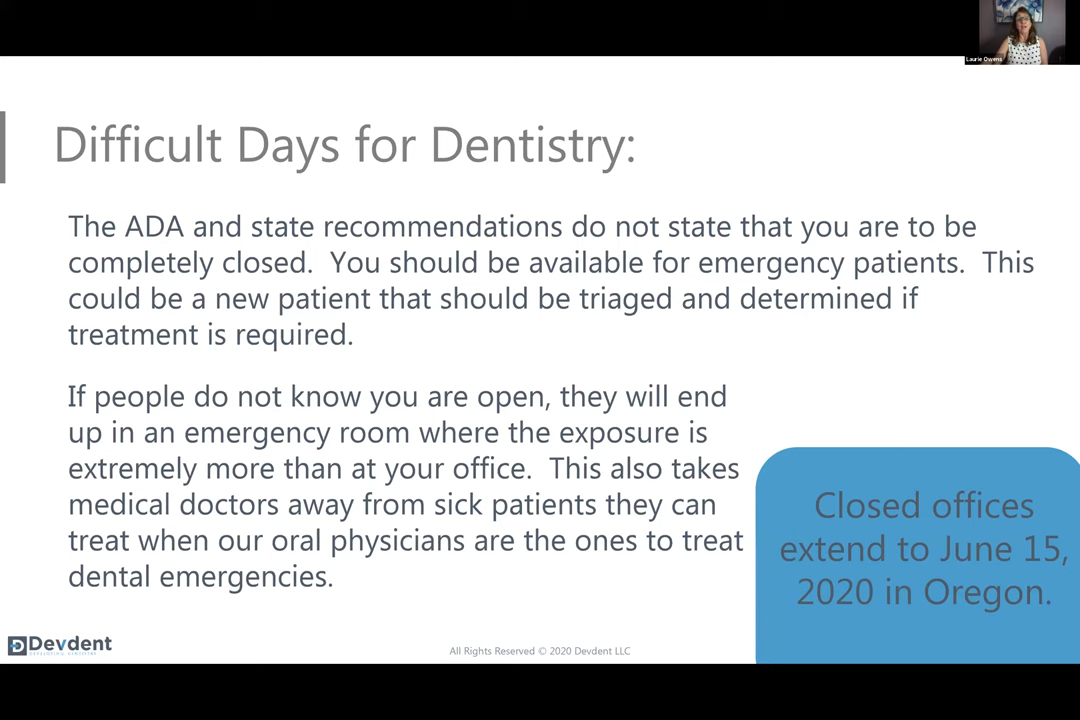 Laurie Owens
Difficult Days for Dentistry:
The ADA and state recommendations do not state that you are to be
completely closed.  You should be available for emergency patients.  This
could be a new patient that should be triaged and determined if
treatment is required.
If people do not know you are open, they will end
up in an emergency room where the exposure is
extremely more than at your office.  This also takes
medical doctors away from sick patients they can
treat when our oral physicians are the ones to treat
dental emergencies.
Closed offices
extend to June 15,
2020 in Oregon.
Devdent
DEVELOPING DENTISTRY
All Rights Reserved © 2020 Devdent LLC